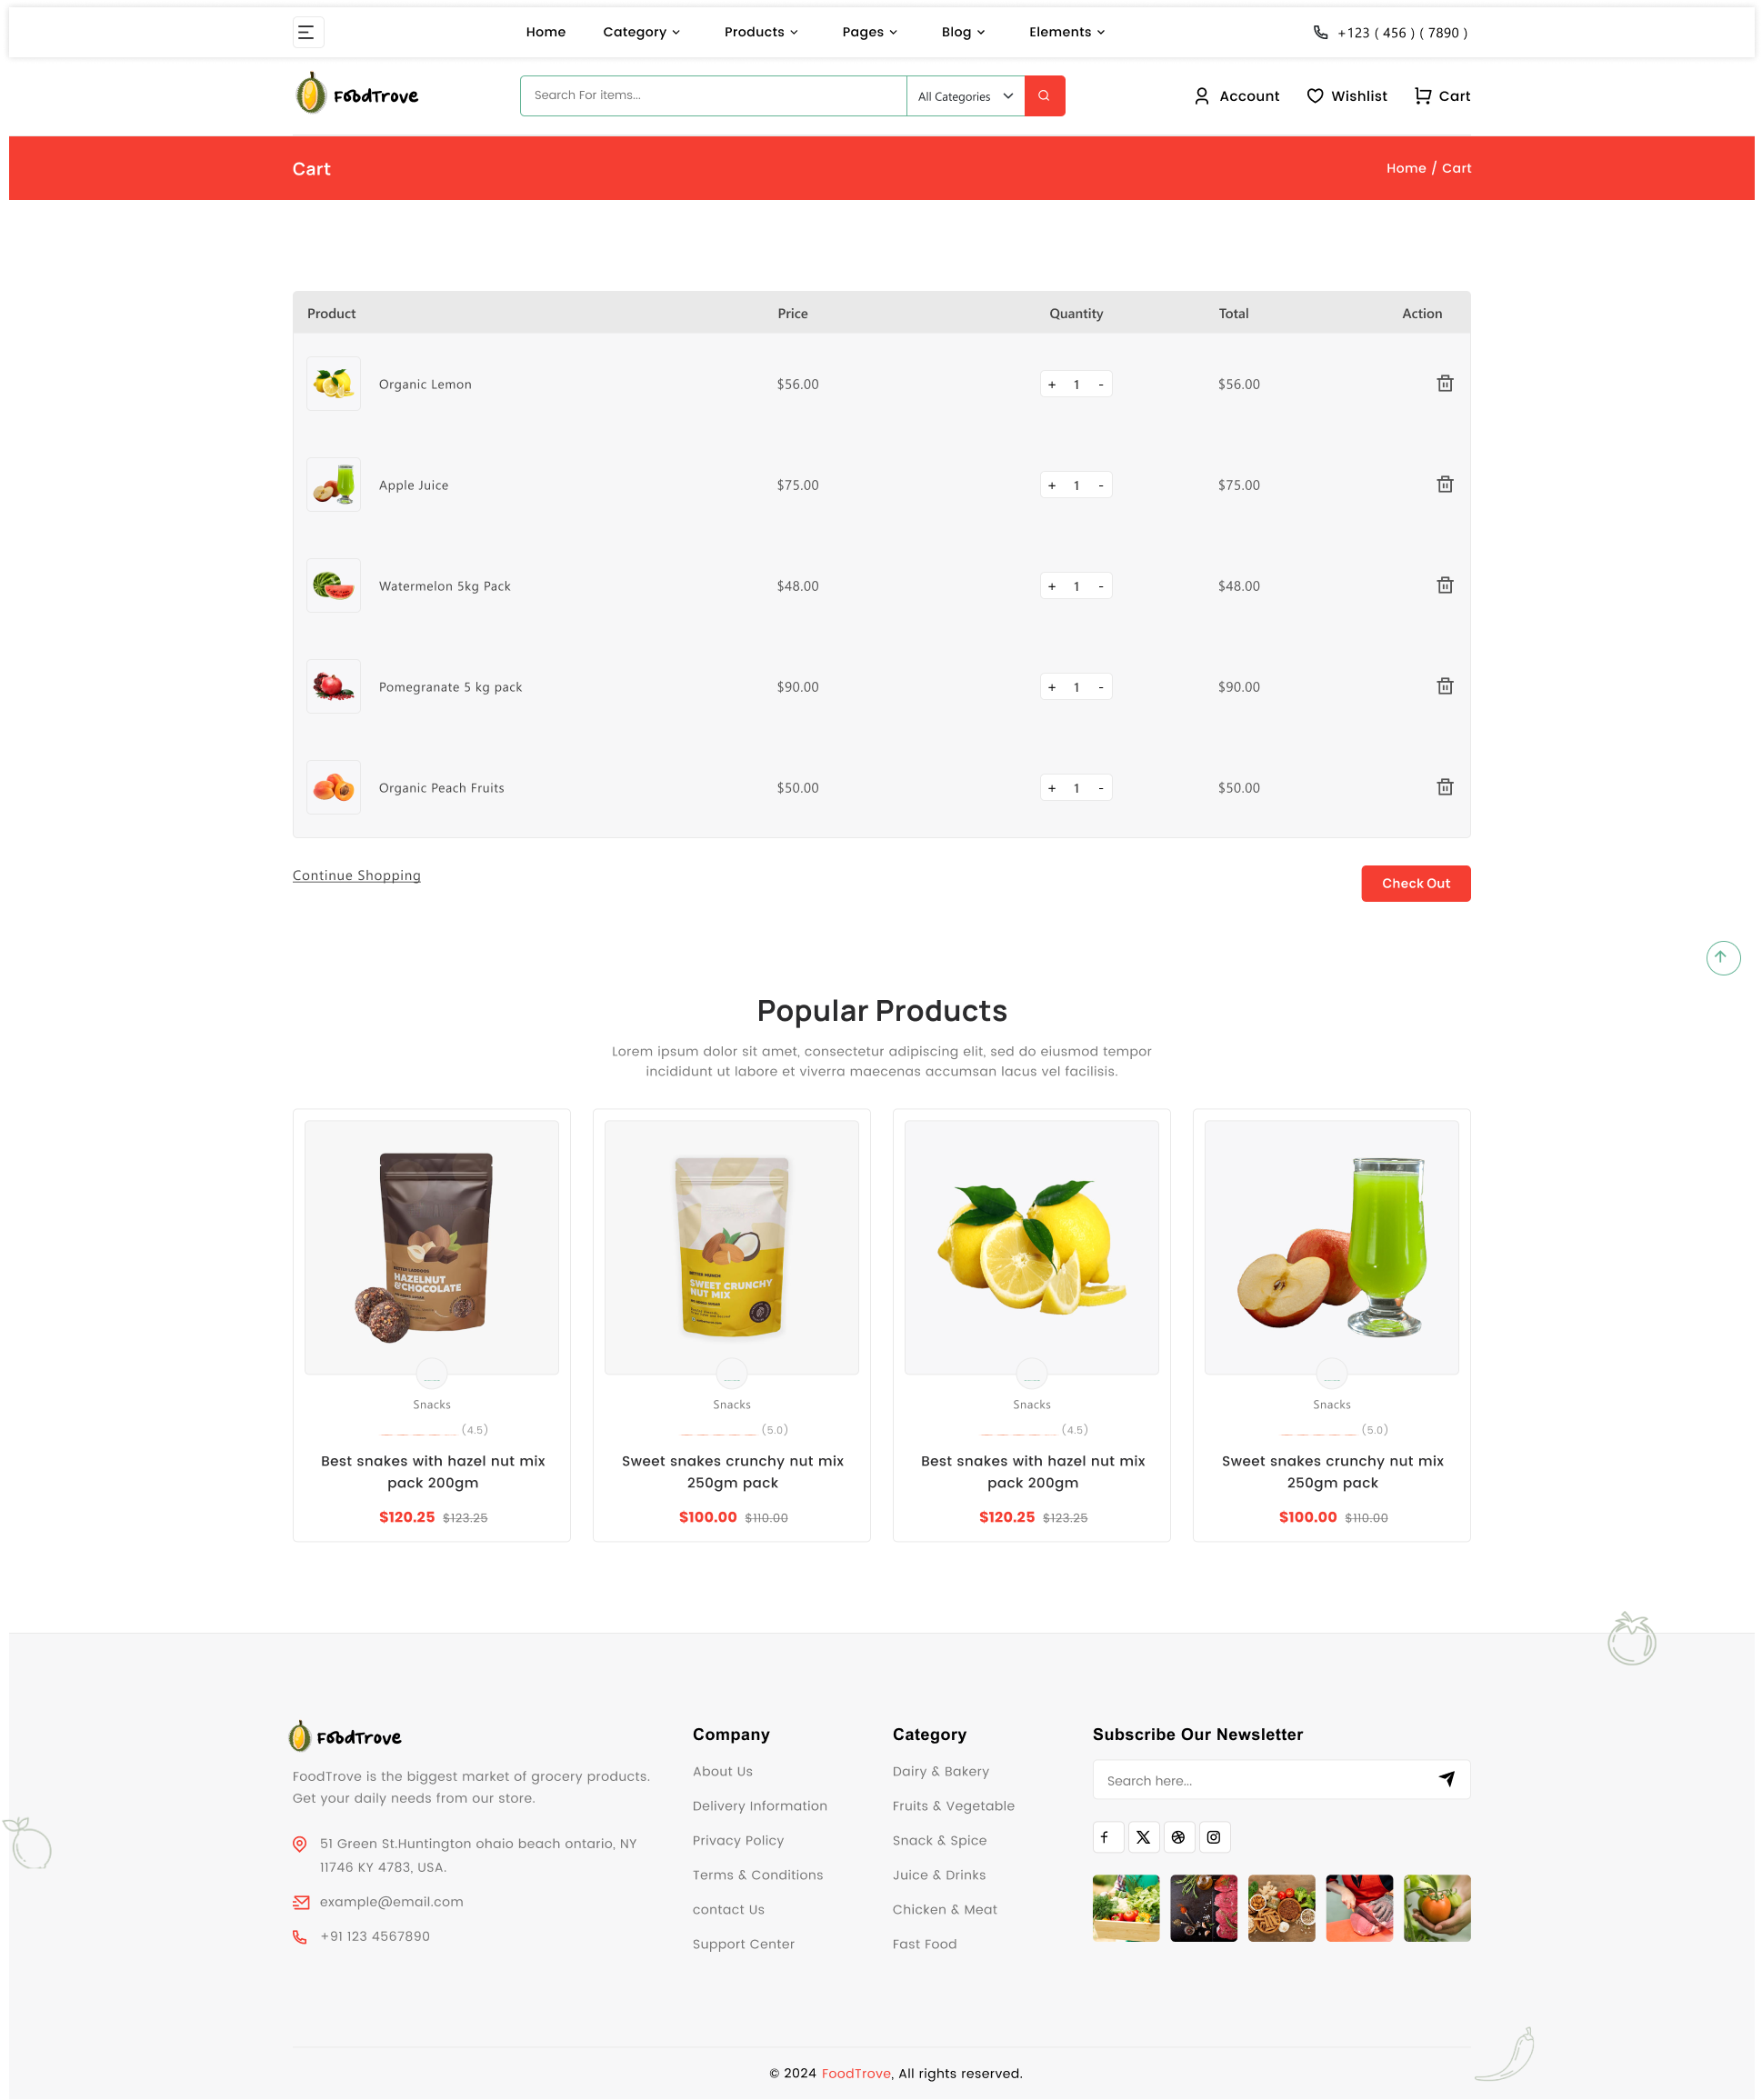 Home Category Products Pages Blog Elements +123 ( 456 ) ( 7890 )
FoodTrove Search For items... All Categories Account Wishlist Cart
Cart Home / Cart
Product Price Quantity Total Action
Organic Lemon $56.00 + 1 - $56.00
Apple Juice $75.00 + 1 - $75.00
Watermelon 5kg Pack $48.00 + 1 - $48.00
Pomegranate 5 kg pack $90.00 + 1 - $90.00
Organic Peach Fruits $50.00 + 1 - $50.00
Continue Shopping Check Out
Popular Products
Lorem ipsum dolor sit amet, consectetur adipiscing elit, sed do eiusmod tempor
incididunt ut labore et viverra maecenas accumsan lacus vel facilisis.
HAZELNUT
&CHOCOLATE
SWEET CRUNCHY
NUT MIX
Snacks Snacks Snacks Snacks
(4.5) (5.0) (4.5) (5.0)
Best snakes with hazel nut mix
pack 200gm
$120.25 $123.25
Sweet snakes crunchy nut mix
250gm pack
$100.00 $110.00
Best snakes with hazel nut mix
pack 200gm
$120.25 $123.25
Sweet snakes crunchy nut mix
250gm pack
$100.00 $110.00
FoodTrove
FoodTrove is the biggest market of grocery products.
Get your daily needs from our store.
51 Green St.Huntington ohaio beach ontario, NY
11746 KY 4783, USA.
example@email.com
+91 123 4567890
Company
About Us
Delivery Information
Privacy Policy
Terms & Conditions
contact Us
Support Center
Category
Dairy & Bakery
Fruits & Vegetable
Snack & Spice
Juice & Drinks
Chicken & Meat
Fast Food
Subscribe Our Newsletter
Search here...
© 2024 FoodTrove, All rights reserved.